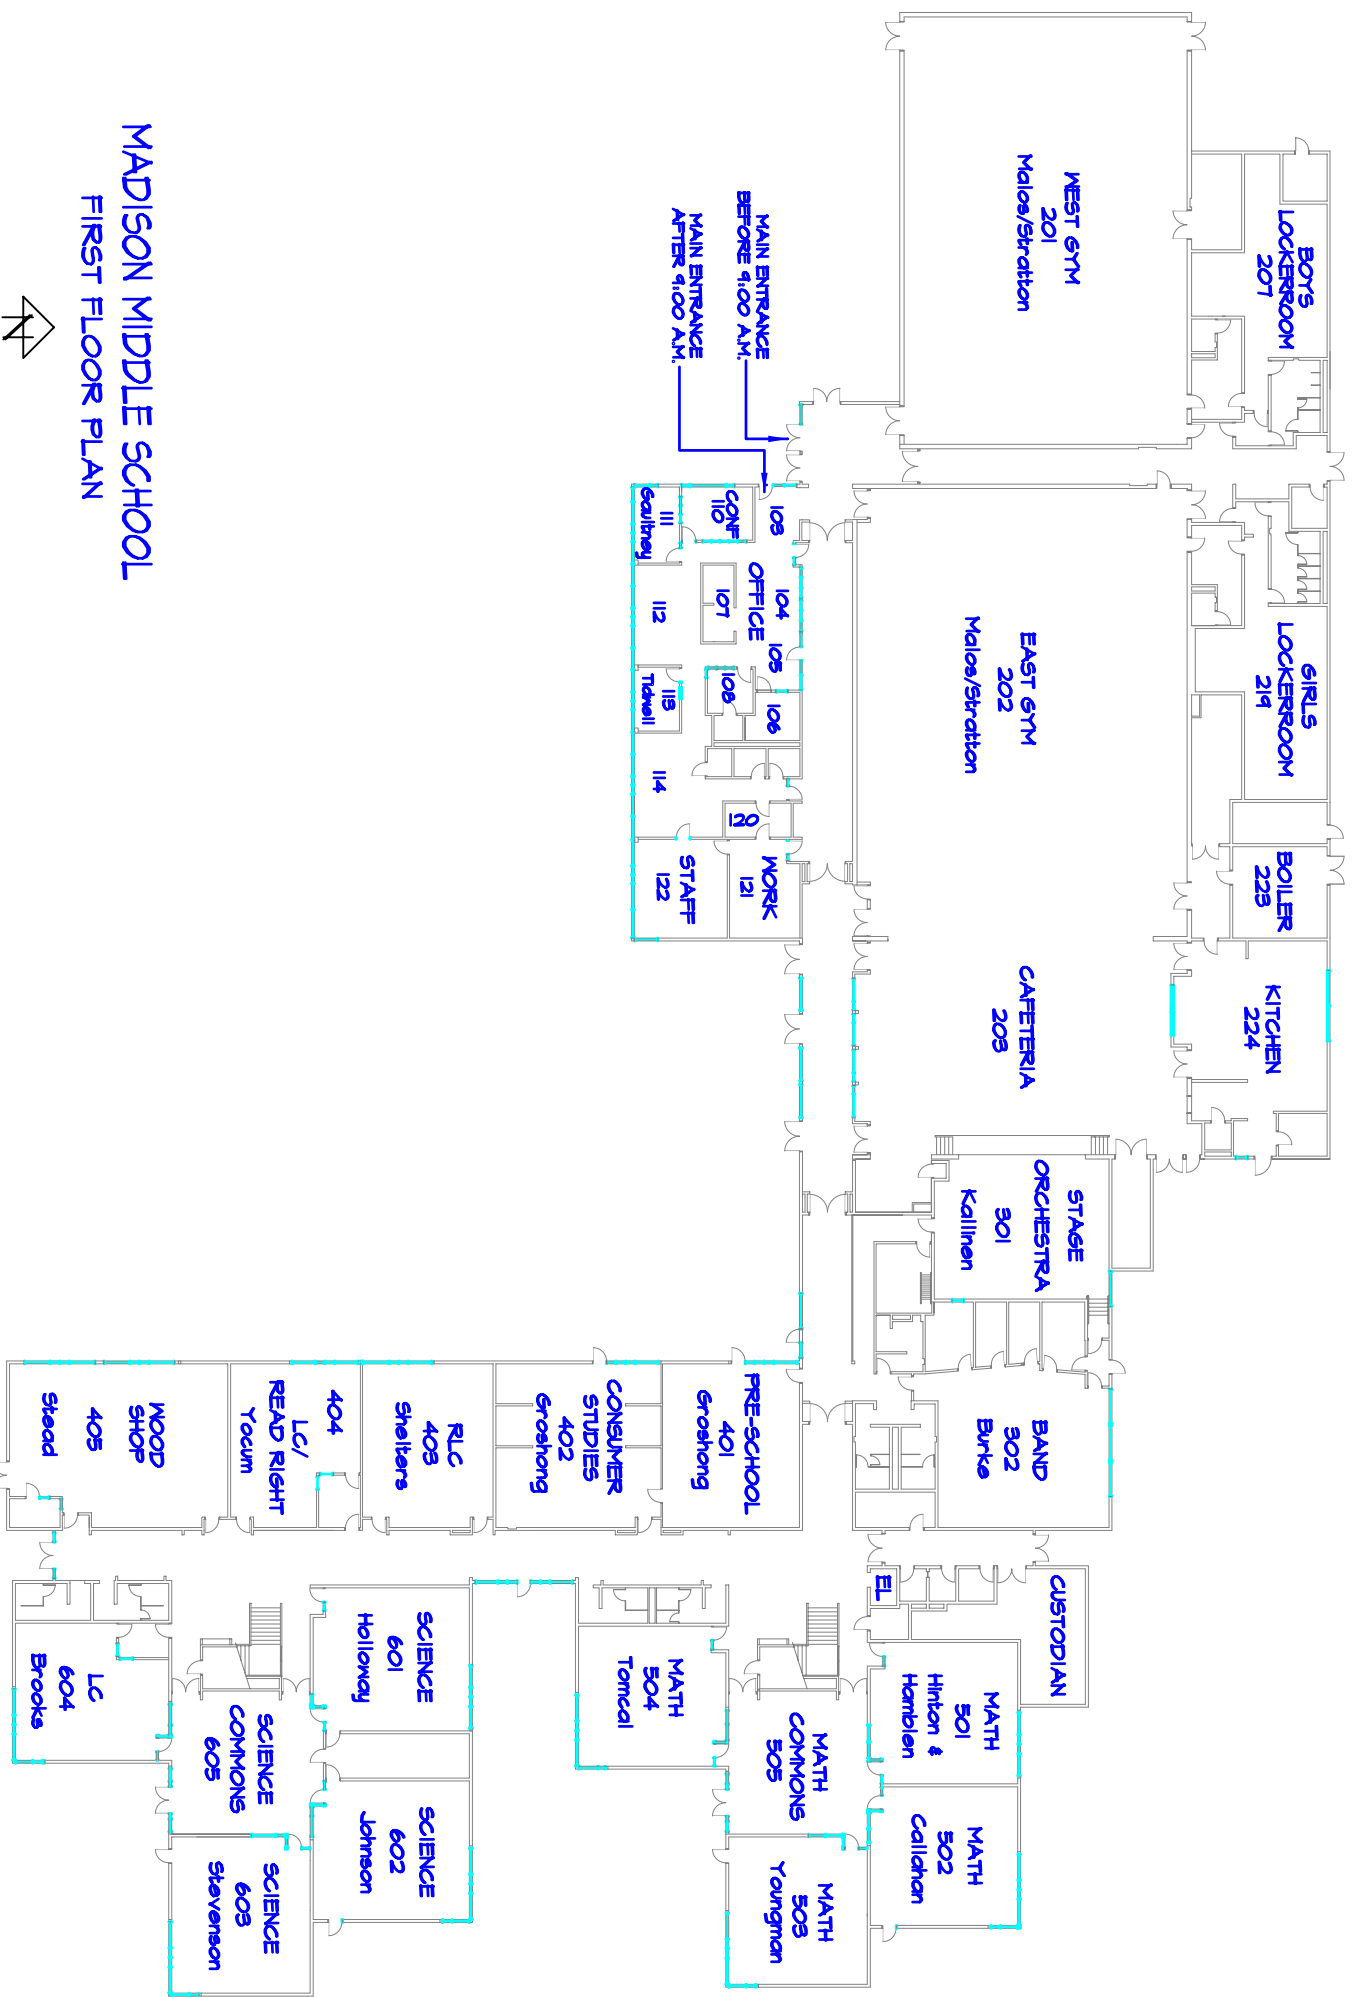 MADISON MIDDLE SCHOOL
FIRST FLOOR PLAN
N
MAIN ENTRANCE
BEFORE 9:00 A.M.
MAIN ENTRANCE
AFTER 9:00 A.M.
WEST GYM
201
Malos/Stratton
BOYS
LOCKERROOM
207
GIRLS
LOCKERROOM
219
BOILER
223
KITCHEN
224
EAST GYM
202
Malos/Stratton
CAFETERIA
203
103
CONF
110
111
Gaultney
OFFICE
104
105
106
107
108
112
113
Tidwell
114
120
WORK
121
STAFF
122
STAGE
ORCHESTRA
301
Kallinen
BAND
302
Burke
PRE-SCHOOL
401
Groshong
CONSUMER
STUDIES
402
Groshong
RLC
403
Shelters
404
LC/
READ RIGHT
Yocum
WOOD
SHOP
405
Stead
CUSTODIAN
EL
MATH
501
Hinton &
Hamblen
MATH
502
Callahan
MATH
503
Youngman
MATH
504
Tomcal
MATH
COMMONS
505
SCIENCE
601
Holoway
SCIENCE
602
Johnson
SCIENCE
603
Stevenson
LC
604
Brooks
SCIENCE
COMMONS
605